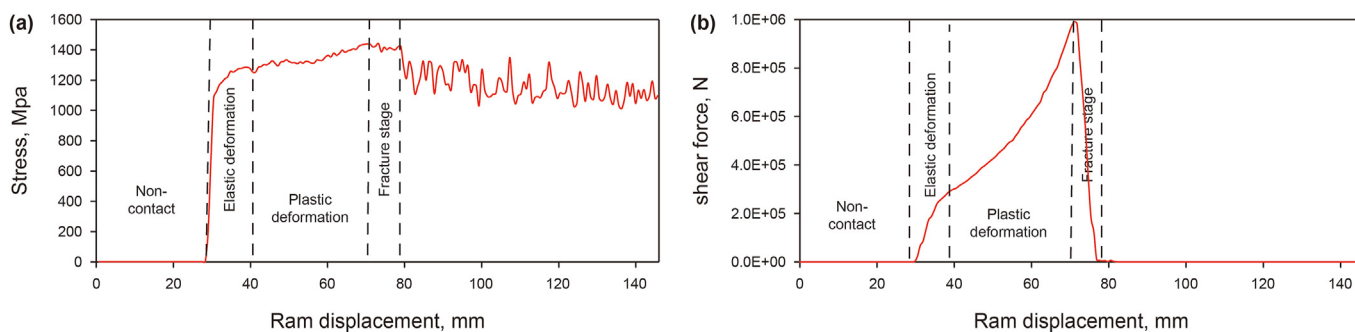 (a)
1600
1400
1200
1000
800
600
400
200
0
Stress, Mpa
Non-
contact
Elastic deformation
Plastic
deformation
Fracture stage
0 20 40 60 80 100 120 140
Ram displacement, mm
(b)
1.0E+06
8.0E+05
6.0E+05
4.0E+05
2.0E+05
0.0E+00
shear force, N
Non-
contact
Elastic deformation
Plastic
deformation
Fracture stage
0 20 40 60 80 100 120 140
Ram displacement, mm